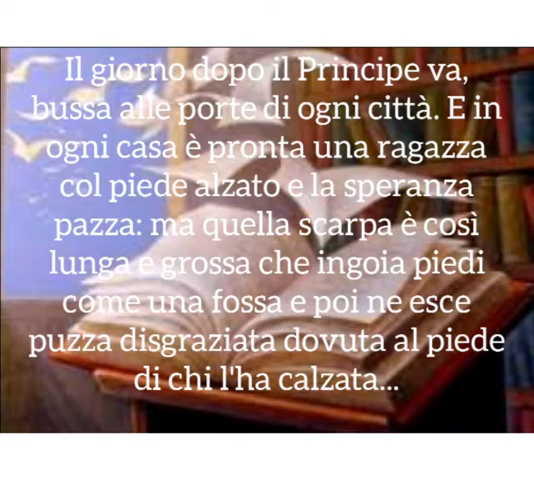 Il giorno dopo il Principe va,
bussa alle porte di ogni città. E in
ogni casa è pronta una ragazza
col piede alzato e la speranza
pazza: ma quella scarpa è così
lunga e grossa che ingoia piedi
come una fossa e poi ne esce
puzza disgraziata dovuta al piede
di chi l'ha calzata...